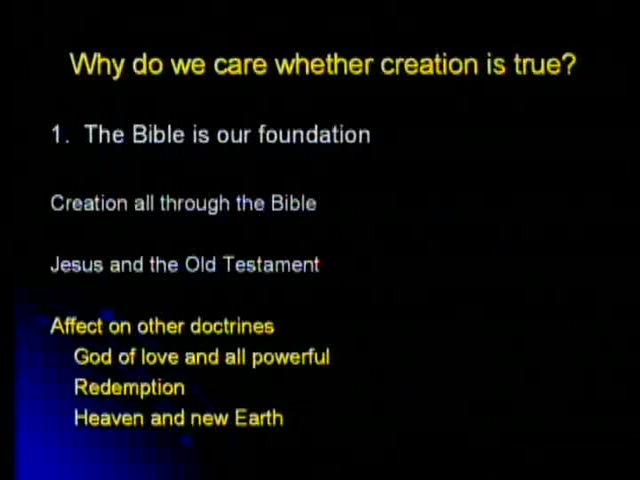 Why do we care whether creation is true?
1. The Bible is our foundation
Creation all through the Bible
Jesus and the Old Testament
Affect on other doctrines
God of love and all powerful
Redemption
Heaven and new Earth